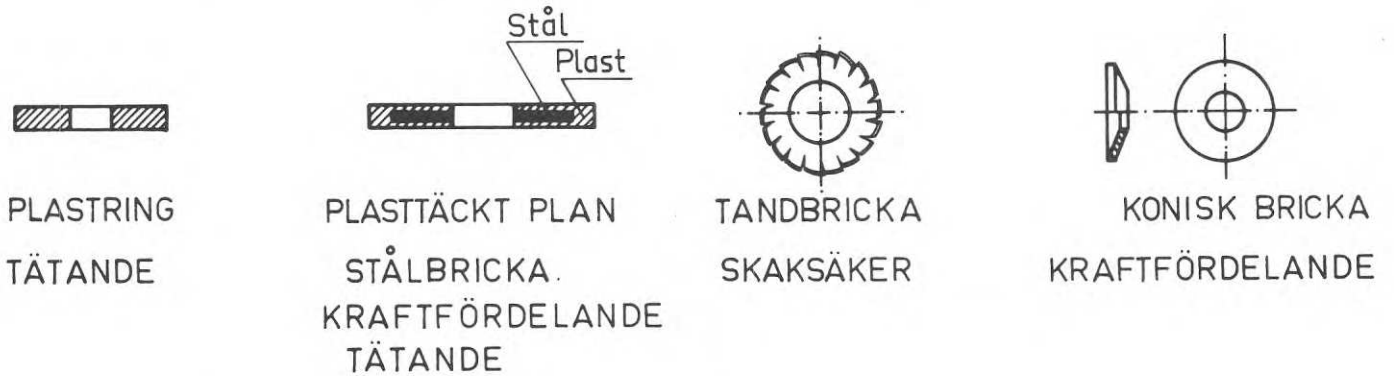 Stål
Plast
PLASTRING
TÄTANDE
PLASTTÄCKT PLAN
STÅLBRICKA.
KRAFTFÖRDELANDE
TÄTANDE
TANDBRICKA
SKAKSÄKER
KONISK BRICKA
KRAFTFÖRDELANDE